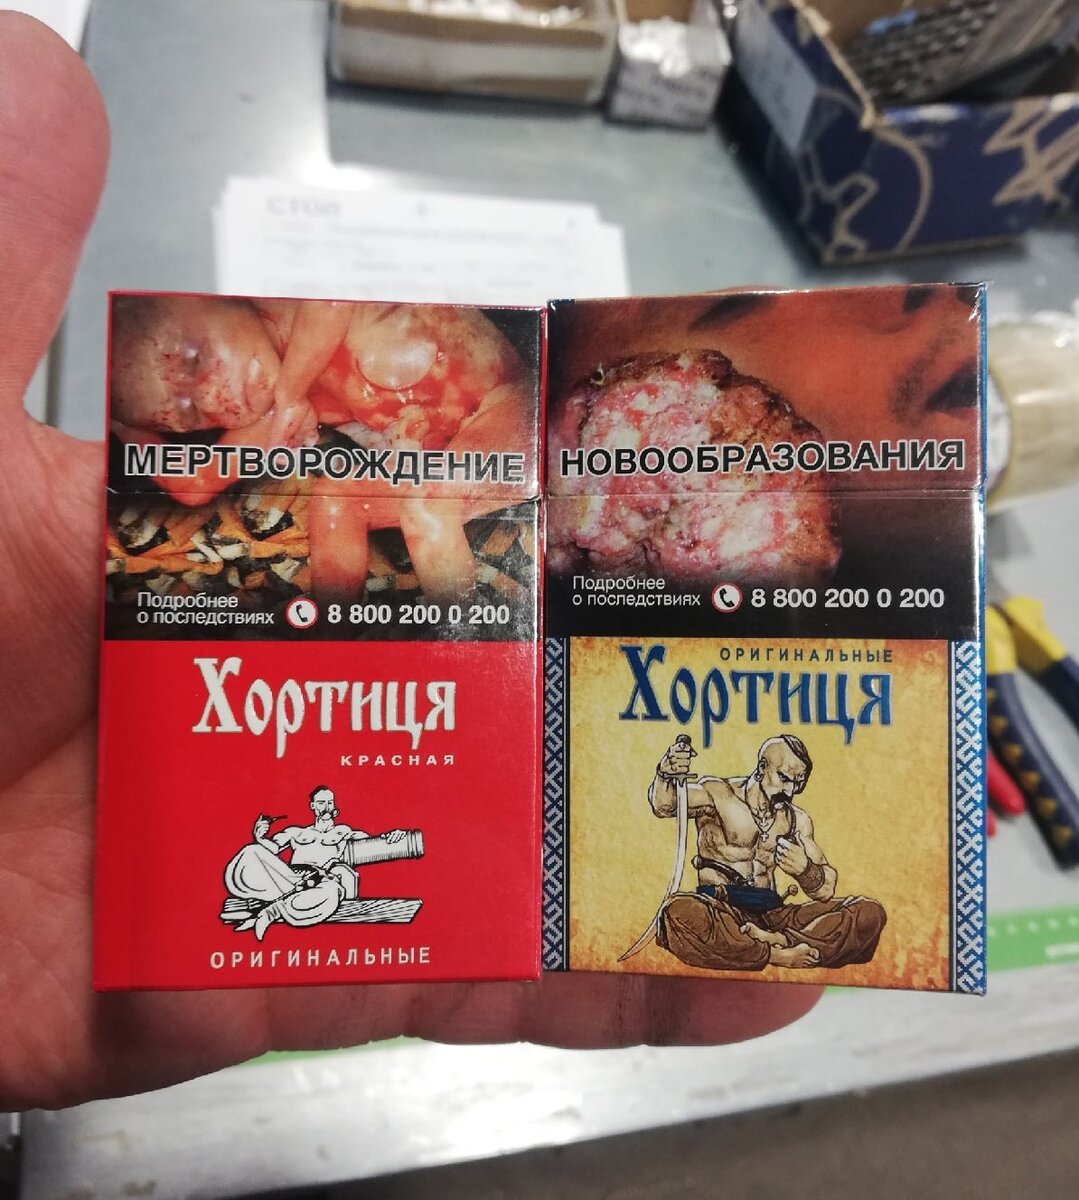 СТОП
МЕРТВОРОЖДЕНИЕ
Подробнее
о последствиях 8 800 200 0 200
Хортиця
КРАСНАЯ
ОРИГИНАЛЬНЫЕ
НОВООБРАЗОВАНИЯ
Подробнее
о последствиях 8 800 200 0 200
ОРИГИНАЛЬНЫЕ
Хортиця